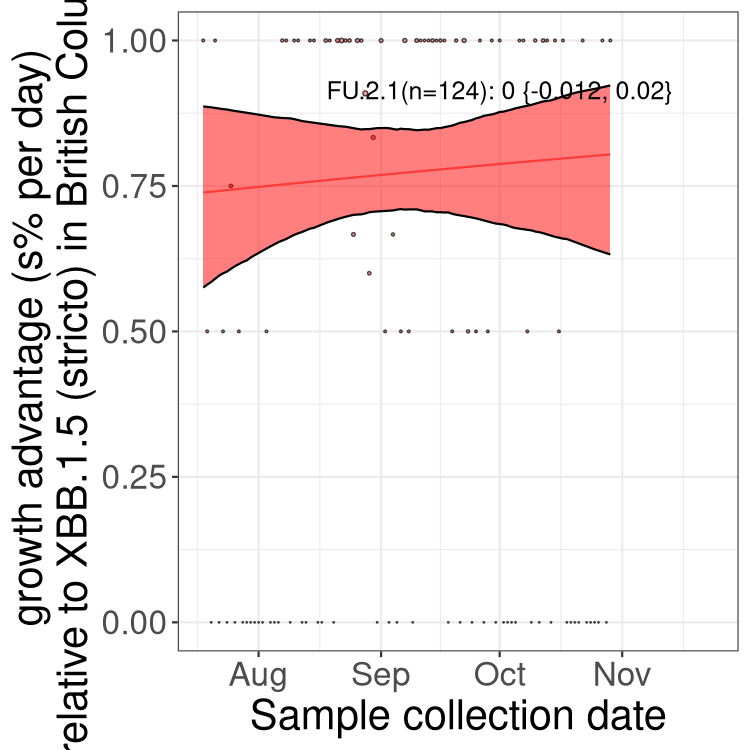 growth advantage (s% per day)
relative to XBB.1.5 (stricto) in British Colu
1.00
0.75
0.50
0.25
0.00
FU.2.1(n=124): 0 {-0.012, 0.02}
Aug Sep Oct Nov
Sample collection date